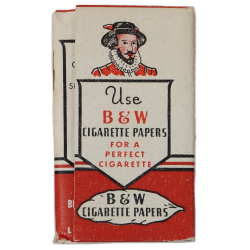 Use
B & W
CIGARETTE PAPERS
FOR A
PERFECT
CIGARETTE
B & W
CIGARETTE PAPERS